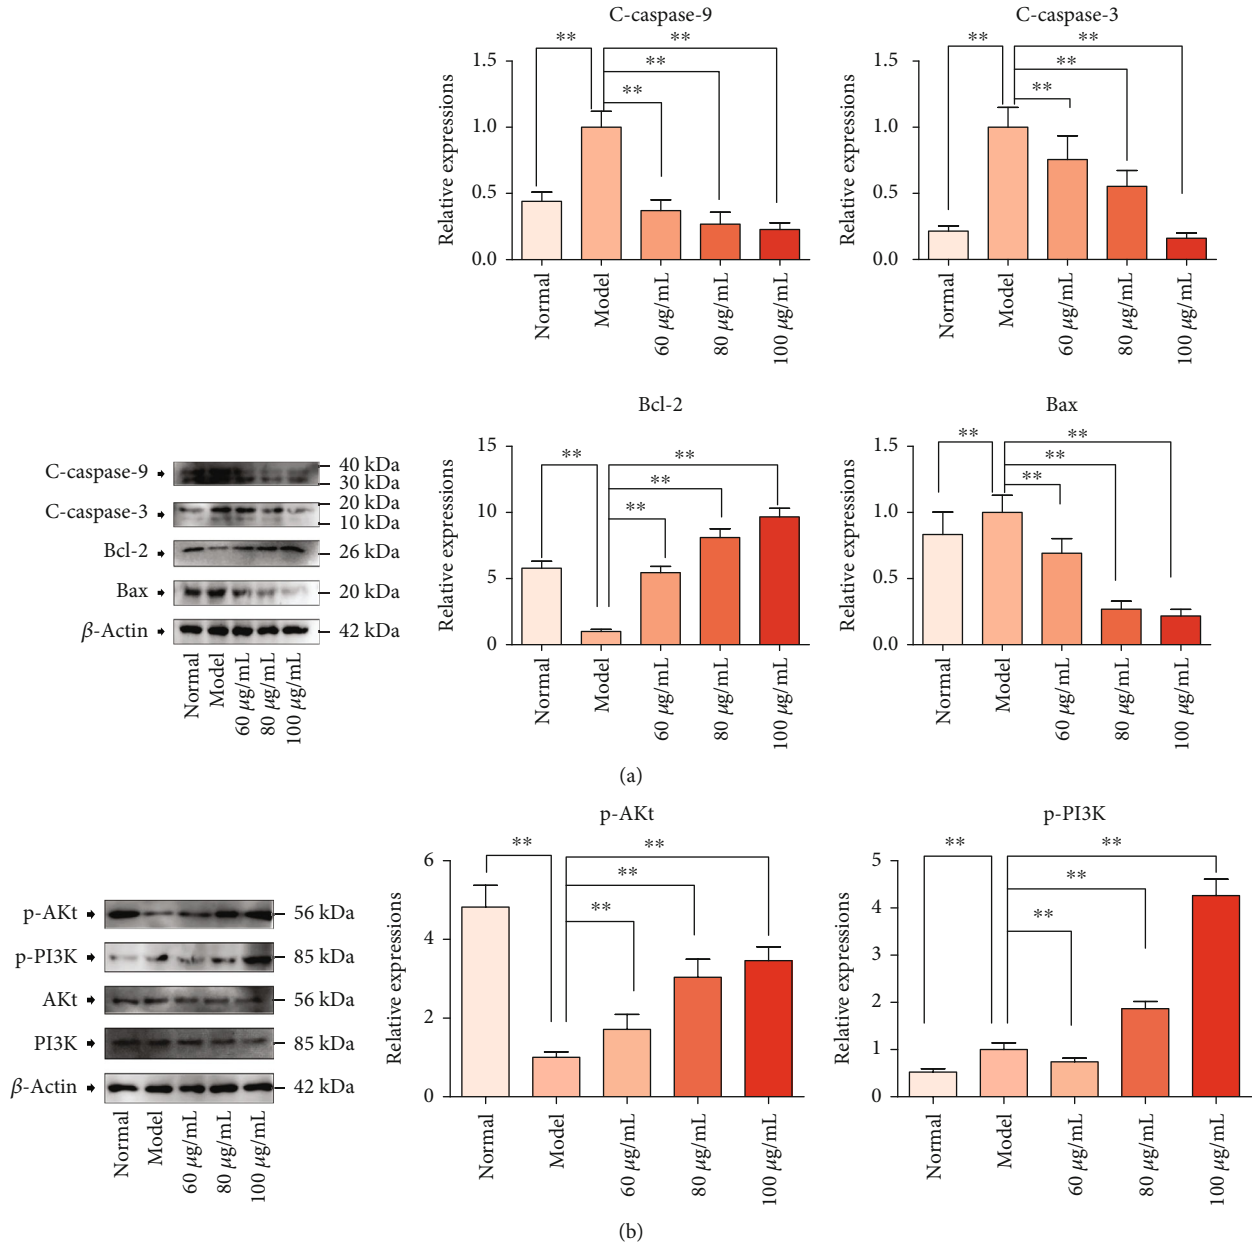 C-caspase-9
** **
**
**
Relative expressions
1.5
1.0
0.5
0.0
Normal
Model
60 µg/mL
80 µg/mL
100 µg/mL
C-caspase-3
** **
**
**
Relative expressions
1.5
1.0
0.5
0.0
Normal
Model
60 µg/mL
80 µg/mL
100 µg/mL
C-caspase-9
40 kDa
30 kDa
C-caspase-3
20 kDa
10 kDa
Bcl-2
26 kDa
Bax
20 kDa
β-Actin
42 kDa
Normal
Model
60 µg/mL
80 µg/mL
100 µg/mL
Bcl-2
** **
**
**
Relative expressions
15
10
5
0
Normal
Model
60 µg/mL
80 µg/mL
100 µg/mL
Bax
** **
**
**
Relative expressions
1.5
1.0
0.5
0.0
Normal
Model
60 µg/mL
80 µg/mL
100 µg/mL
(a)
p-AKt
56 kDa
p-PI3K
85 kDa
AKt
56 kDa
PI3K
85 kDa
β-Actin
42 kDa
Normal
Model
60 µg/mL
80 µg/mL
100 µg/mL
p-AKt
** **
**
**
Relative expressions
6
4
2
0
Normal
Model
60 µg/mL
80 µg/mL
100 µg/mL
p-PI3K
** **
**
**
Relative expressions
5
4
3
2
1
0
Normal
Model
60 µg/mL
80 µg/mL
100 µg/mL
(b)